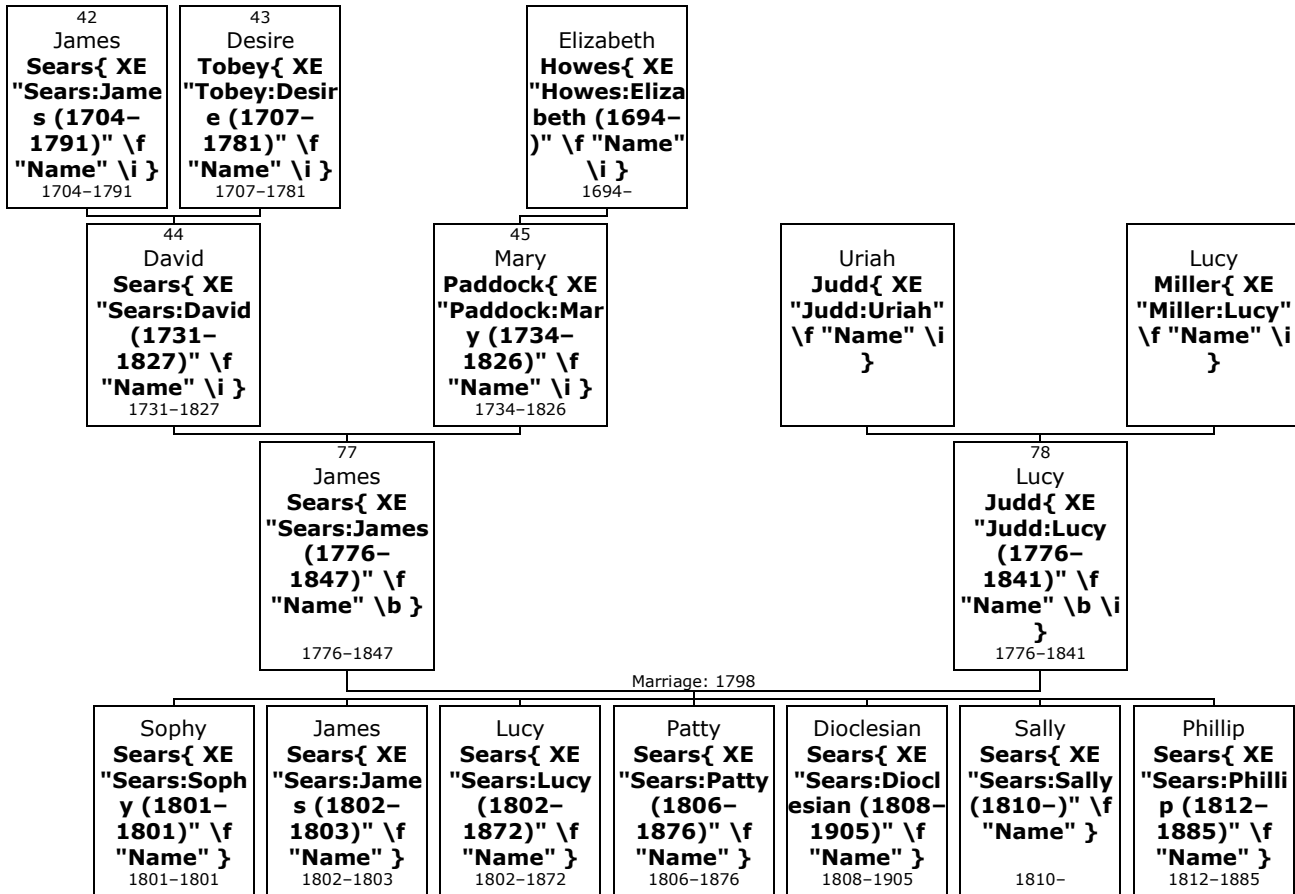 42
James
Sears{ XE
"Sears:Jame
s (1704–
1791)" \f
"Name" \i }
1704–1791
43
Desire
Tobey{ XE
"Tobey:Desir
e (1707–
1781)" \f
"Name" \i }
1707–1781
Elizabeth
Howes{ XE
"Howes:Eliza
beth (1694–
)" \f "Name"
\i }
1694–
44
David
Sears{ XE
"Sears:David
(1731–
1827)" \f
"Name" \i }
1731–1827
45
Mary
Paddock{ XE
"Paddock:Mar
y (1734–
1826)" \f
"Name" \i }
1734–1826
Uriah
Judd{ XE
"Judd:Uriah"
\f "Name" \i
}
Lucy
Miller{ XE
"Miller:Lucy"
\f "Name" \i
}
77
James
Sears{ XE
"Sears:James
(1776–
1847)" \f
"Name" \b }
1776–1847
78
Lucy
Judd{ XE
"Judd:Lucy
(1776–
1841)" \f
"Name" \b \i
}
1776–1841
Marriage: 1798
Sophy
Sears{ XE
"Sears:Soph
y (1801–
1801)" \f
"Name" }
1801–1801
James
Sears{ XE
"Sears:Jame
s (1802–
1803)" \f
"Name" }
1802–1803
Lucy
Sears{ XE
"Sears:Lucy
(1802–
1872)" \f
"Name" }
1802–1872
Patty
Sears{ XE
"Sears:Patty
(1806–
1876)" \f
"Name" }
1806–1876
Dioclesian
Sears{ XE
"Sears:Diocl
esian (1808–
1905)" \f
"Name" }
1808–1905
Sally
Sears{ XE
"Sears:Sally
(1810–)" \f
"Name" }
1810–
Phillip
Sears{ XE
"Sears:Philli
p (1812–
1885)" \f
"Name" }
1812–1885